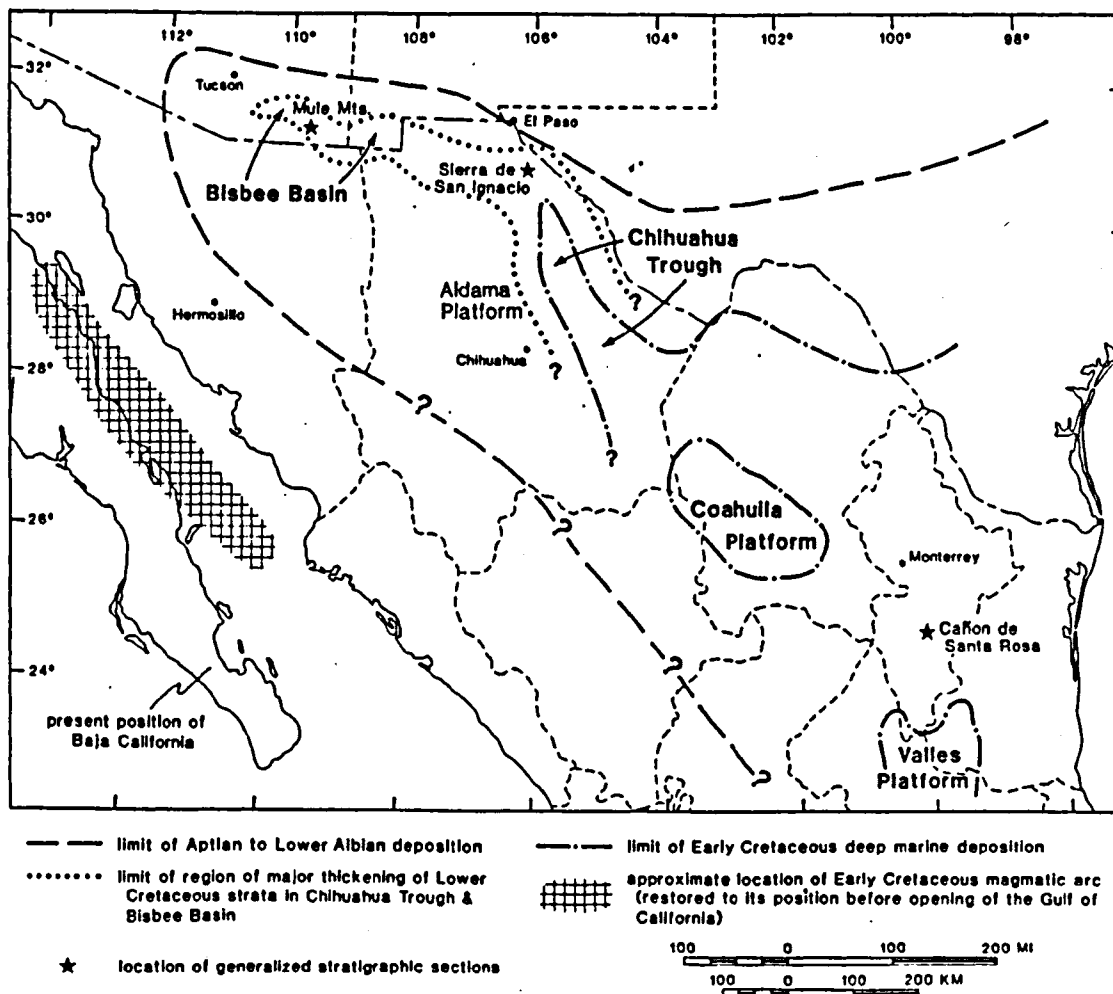 112° 110° 108° 106° 104° 102° 100° 98°
32°
30°
28°
26°
24°
Tucson
Mule Mts.
El Paso
Bisbee Basin
Sierra de
San Ignacio
Chihuahua
Trough
Aldama
Platform
Hermosillo
Chihuahua
?
?
?
?
?
?
?
Coahuila
Platform
Monterrey
Cañon de
Santa Rosa
Valles
Platform
present position of
Baja California
limit of Aptian to Lower Albian deposition
limit of region of major thickening of Lower
Cretaceous strata in Chihuahua Trough &
Bisbee Basin
location of generalized stratigraphic sections
limit of Early Cretaceous deep marine deposition
approximate location of Early Cretaceous magmatic arc
(restored to its position before opening of the Gulf of
California)
100 0 100 200 MI
100 0 100 200 KM